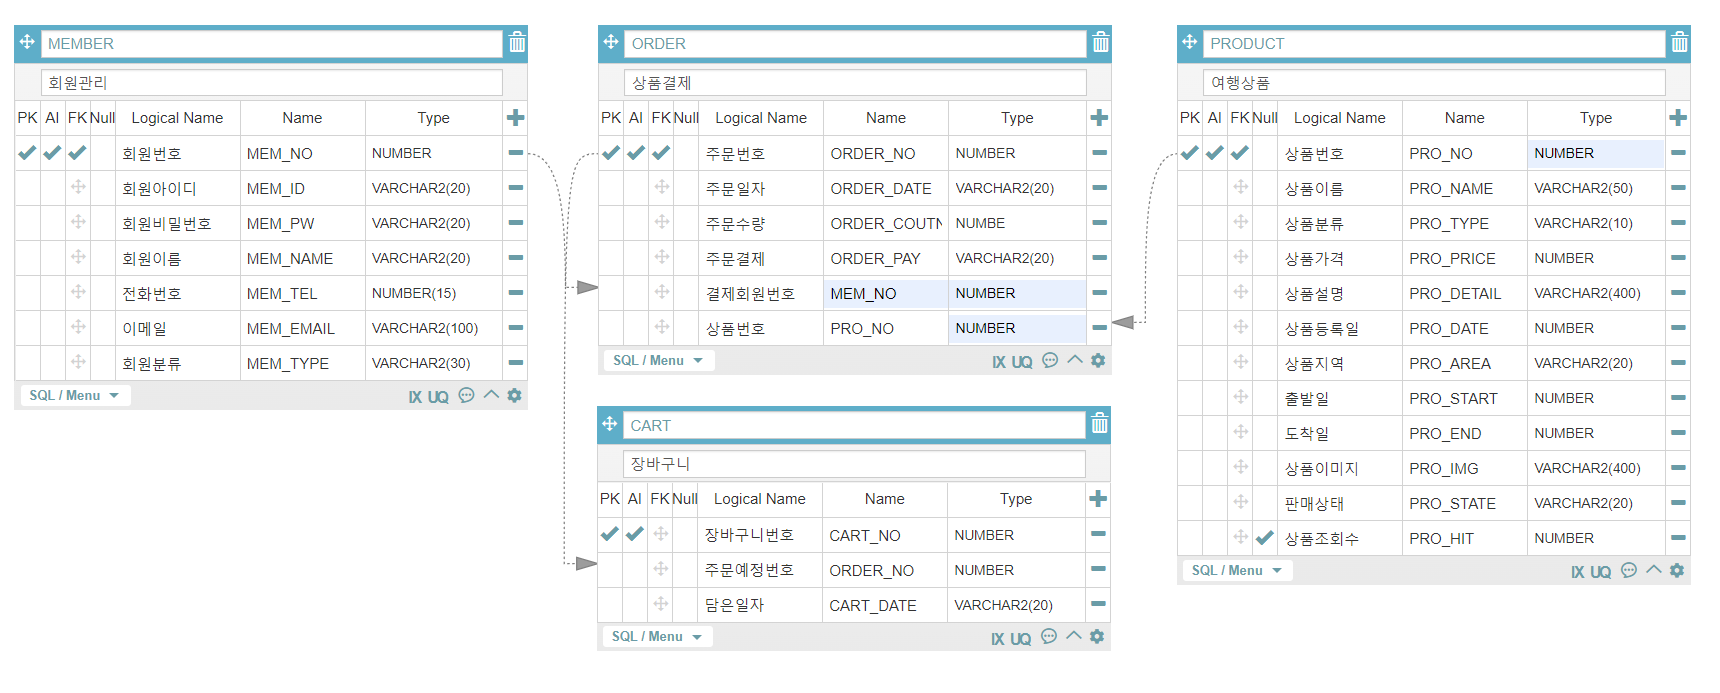 MEMBER
회원관리
PK AI FK Null Logical Name Name Type
회원번호 MEM_NO NUMBER
회원아이디 MEM_ID VARCHAR2(20)
회원비밀번호 MEM_PW VARCHAR2(20)
회원이름 MEM_NAME VARCHAR2(20)
전화번호 MEM_TEL NUMBER(15)
이메일 MEM_EMAIL VARCHAR2(100)
회원분류 MEM_TYPE VARCHAR2(30)
SQL / Menu IX UQ
ORDER
상품결제
PK AI FK Null Logical Name Name Type
주문번호 ORDER_NO NUMBER
주문일자 ORDER_DATE VARCHAR2(20)
주문수량 ORDER_COUTN NUMBE
주문결제 ORDER_PAY VARCHAR2(20)
결제회원번호 MEM_NO NUMBER
상품번호 PRO_NO NUMBER
SQL / Menu IX UQ
CART
장바구니
PK AI FK Null Logical Name Name Type
장바구니번호 CART_NO NUMBER
주문예정번호 ORDER_NO NUMBER
담은일자 CART_DATE VARCHAR2(20)
SQL / Menu IX UQ
PRODUCT
여행상품
PK AI FK Null Logical Name Name Type
상품번호 PRO_NO NUMBER
상품이름 PRO_NAME VARCHAR2(50)
상품분류 PRO_TYPE VARCHAR2(10)
상품가격 PRO_PRICE NUMBER
상품설명 PRO_DETAIL VARCHAR2(400)
상품등록일 PRO_DATE NUMBER
상품지역 PRO_AREA VARCHAR2(20)
출발일 PRO_START NUMBER
도착일 PRO_END NUMBER
상품이미지 PRO_IMG VARCHAR2(400)
판매상태 PRO_STATE VARCHAR2(20)
상품조회수 PRO_HIT NUMBER
SQL / Menu IX UQ